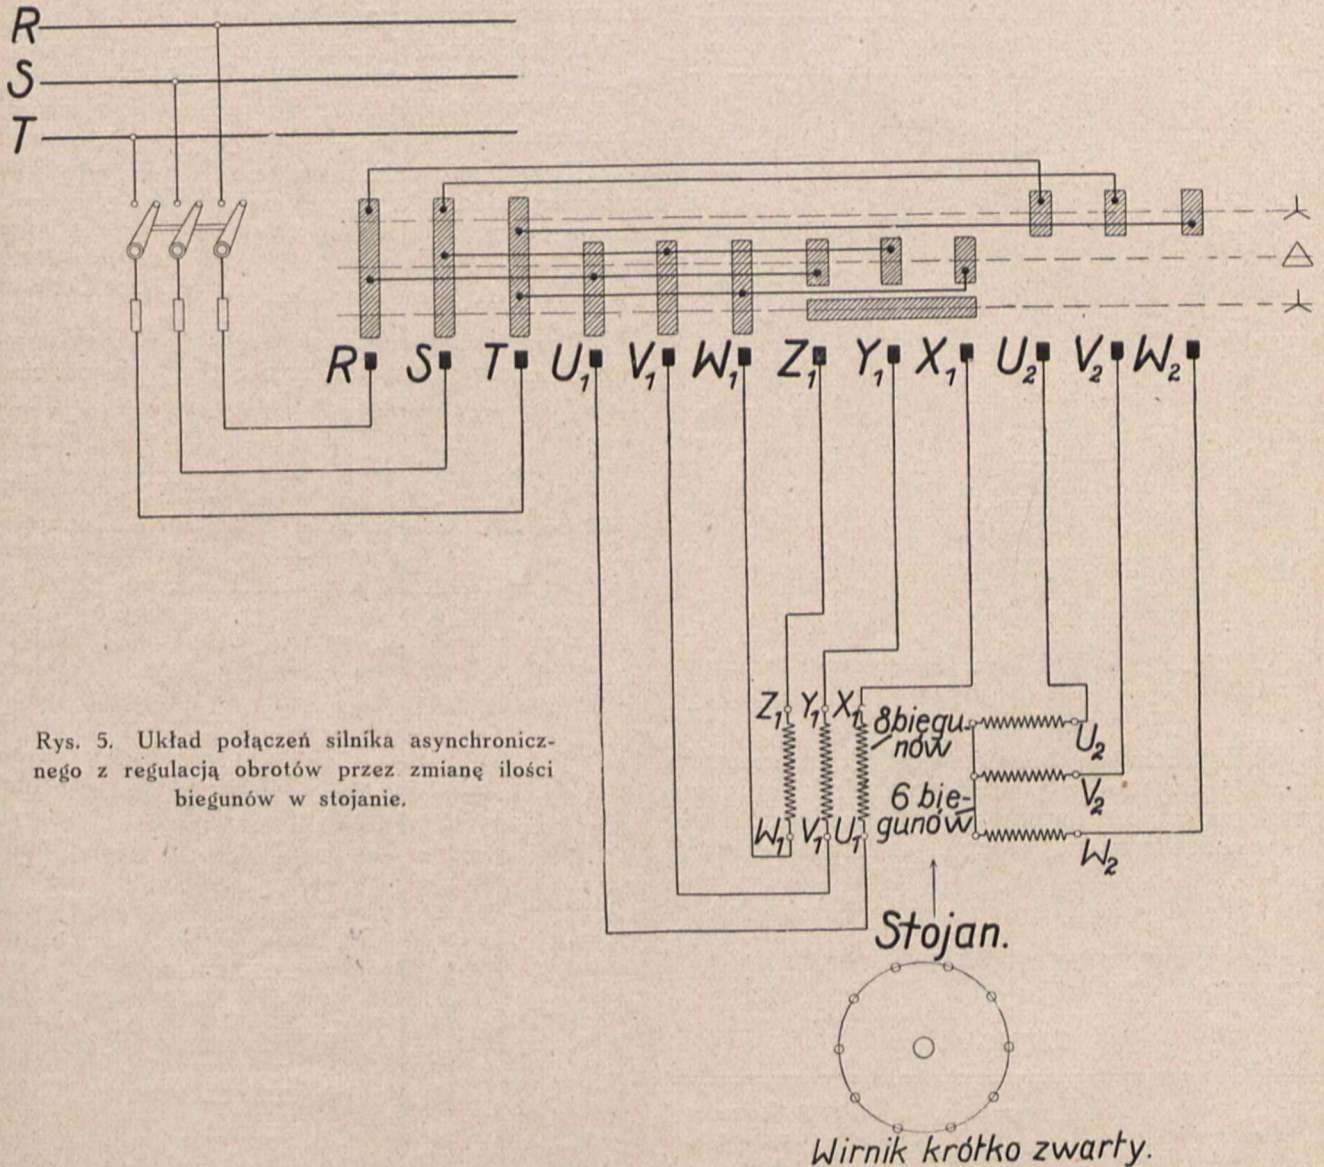 R
S
T
R S T U₁ V₁ W₁ Z₁ Y₁ X₁ U₂ V₂ W₂
Z₁ Y₁ X₁ 8 biegu-
nów
U₂
V₂
6 bie-
gunów
W₁ V₁ U₁
W₂
Rys. 5. Układ połączeń silnika asynchronicz-
nego z regulacją obrotów przez zmianę ilości
biegunów w stojanie.
Stojan.
Wirnik krótko zwarty.